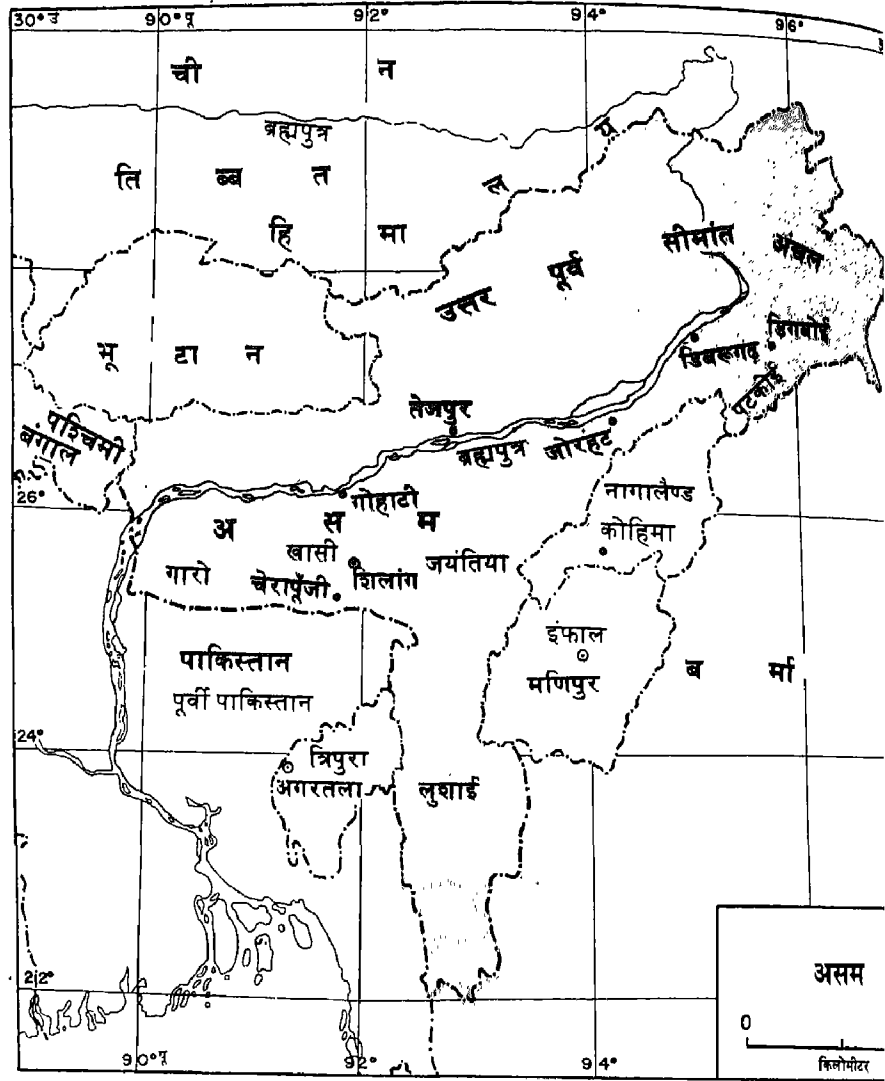 30° उ 90° पू 92° 94° 96°
ची न
ब्रह्मपुत्र
ति ब्ब त
हि मा ल य
उत्तर पूर्व सीमांत अंचल
भू टा न
डिबरूगढ़ डिगबोई
पटकोई
तेजपुर
पश्चिमी
बंगाल
ब्रह्मपुत्र जोरहट
26°
गोहाटी
नागालैण्ड
अ स म
कोहिमा
खासी
जयंतिया
गारो
चेरापूँजी शिलांग
इंफाल
पाकिस्तान
मणिपुर
ब र्मा
पूर्वी पाकिस्तान
24°
त्रिपुरा
अगरतला
लुशाई
22°
असम
0
किलोमीटर
90° पू 92° 94°